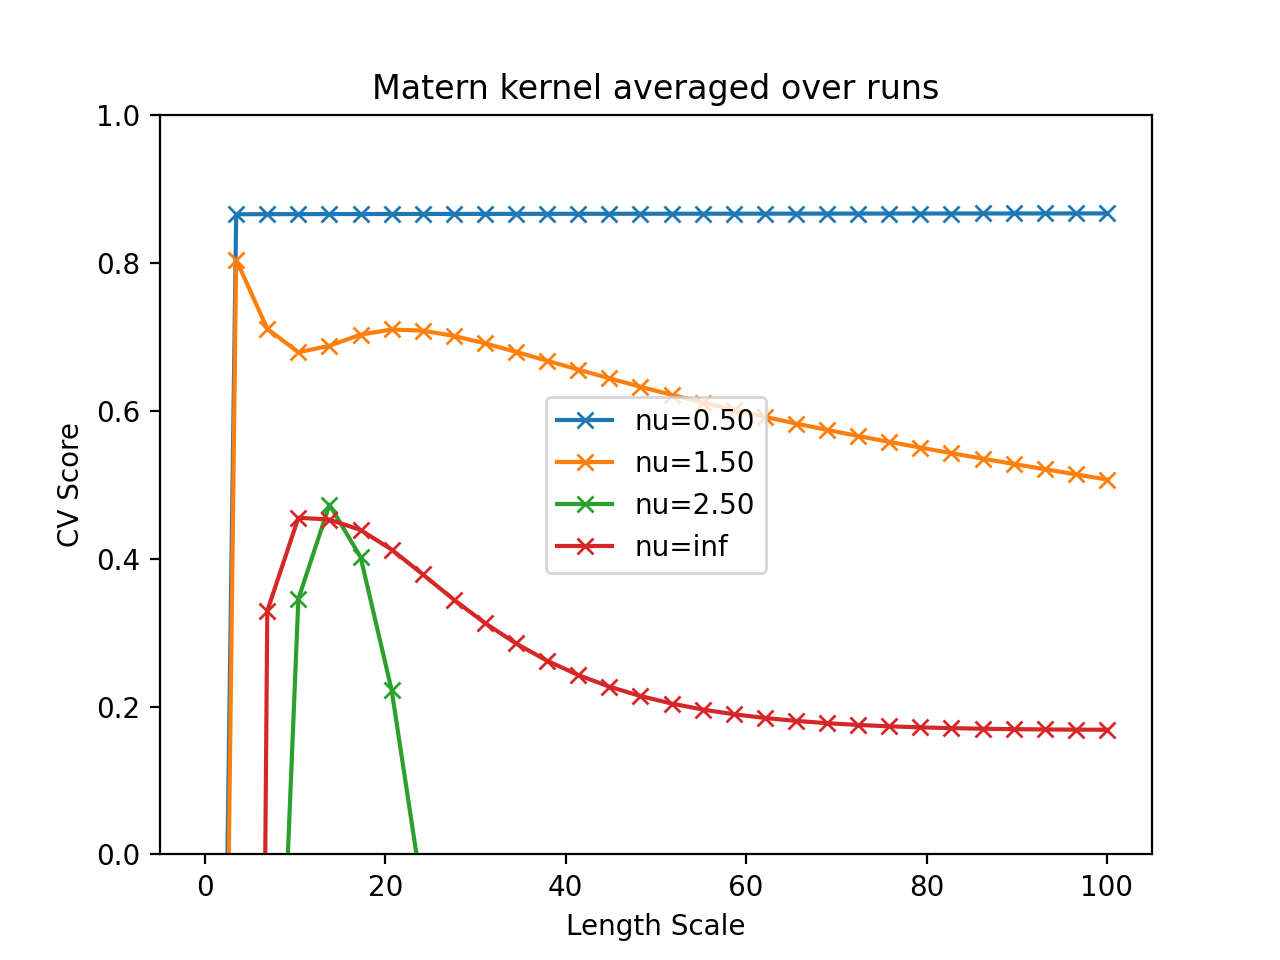 Matern kernel averaged over runs
1.0
0.8
0.6
0.4
0.2
0.0
CV Score
nu=0.50
nu=1.50
nu=2.50
nu=inf
0 20 40 60 80 100
Length Scale